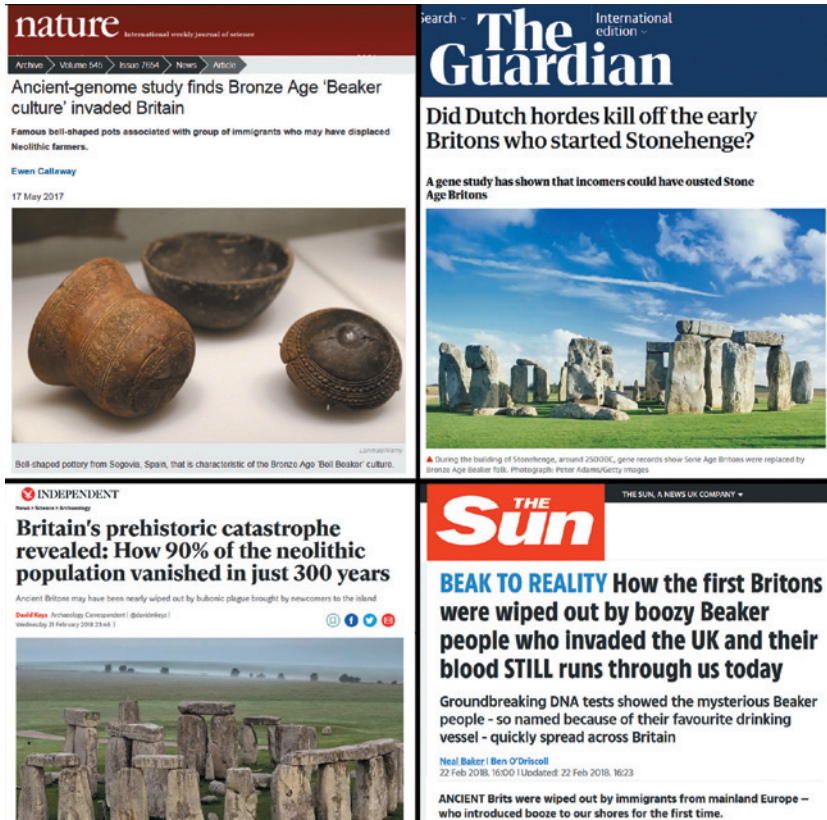 nature International weekly journal of science
Archive Volume 545 Issue 7654 News Article
Ancient-genome study finds Bronze Age ‘Beaker
culture’ invaded Britain
Famous bell-shaped pots associated with group of immigrants who may have displaced
Neolithic farmers.
Ewen Callaway
17 May 2017
Bell-shaped pottery from Segovia, Spain, that is characteristic of the Bronze Age ‘Bell Beaker’ culture.
Search
International
edition
The
Guardian
Did Dutch hordes kill off the early
Britons who started Stonehenge?
A gene study has shown that incomers could have ousted Stone
Age Britons
During the building of Stonehenge, around 2500BC, gene records show Sone Age Britons were replaced by
Bronze Age Beaker folk. Photograph: Peter Adams/Getty Images
INDEPENDENT
News > Science > Archaeology
Britain’s prehistoric catastrophe
revealed: How 90% of the neolithic
population vanished in just 300 years
Ancient Britons may have been nearly wiped out by bubonic plague brought by newcomers to the island
David Keys Archaeology Correspondent | @davidmkeys |
Wednesday 21 February 2018 23:46 |
THE SUN, A NEWS UK COMPANY
THE
Sun
BEAK TO REALITY How the first Britons
were wiped out by boozy Beaker
people who invaded the UK and their
blood STILL runs through us today
Groundbreaking DNA tests showed the mysterious Beaker
people - so named because of their favourite drinking
vessel - quickly spread across Britain
Neal Baker | Ben O'Driscoll
22 Feb 2018, 16:00 | Updated: 22 Feb 2018, 16:23
ANCIENT Brits were wiped out by immigrants from mainland Europe –
who introduced booze to our shores for the first time.